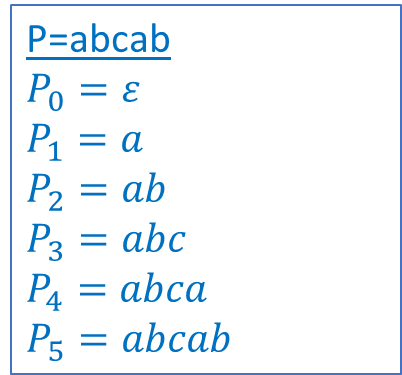 P=abcab
P₀ = ε
P₁ = a
P₂ = ab
P₃ = abc
P₄ = abca
P₅ = abcab